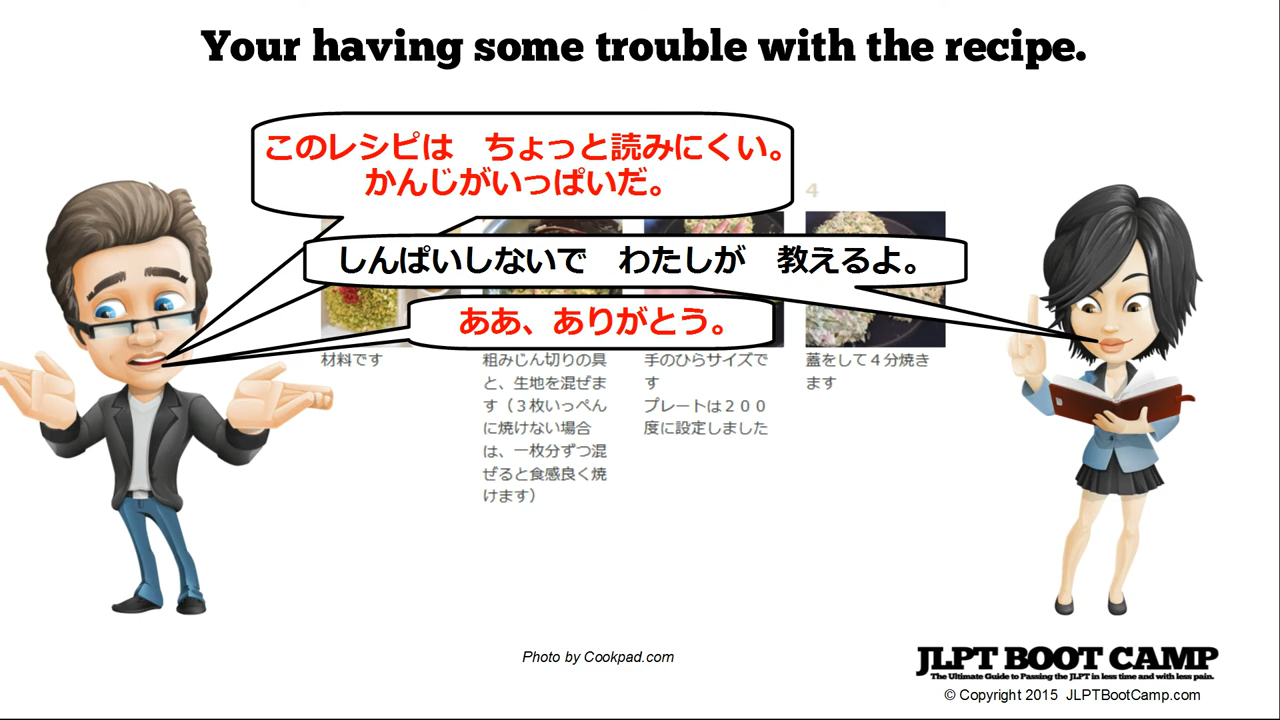 Your having some trouble with the recipe.
このレシピは　ちょっと読みにくい。
かんじがいっぱいだ。
4
しんぱいしないで　わたしが　教えるよ。
ああ、ありがとう。
材料です
粗みじん切りの具
と、生地を混ぜま
す（３枚いっぺん
に焼けない場合
は、一枚分ずつ混
ぜると食感良く焼
けます）
手のひらサイズで
す
プレートは２００
度に設定しました
蓋をして４分焼き
ます
Photo by Cookpad.com
JLPT BOOT CAMP
The Ultimate Guide to Passing the JLPT in less time and with less pain.
© Copyright 2015 JLPTBootCamp.com